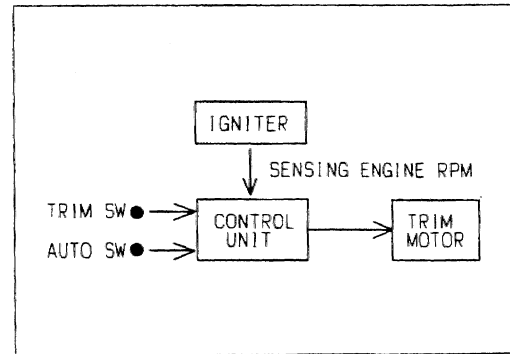 IGNITER
SENSING ENGINE RPM
TRIM SW
AUTO SW
CONTROL
UNIT
TRIM
MOTOR